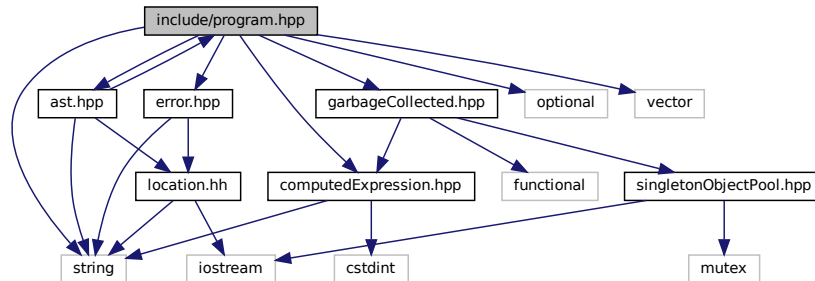 include/program.hpp
ast.hpp
error.hpp
garbageCollected.hpp
optional
vector
location.hh
computedExpression.hpp
functional
singletonObjectPool.hpp
string
iostream
cstdint
mutex